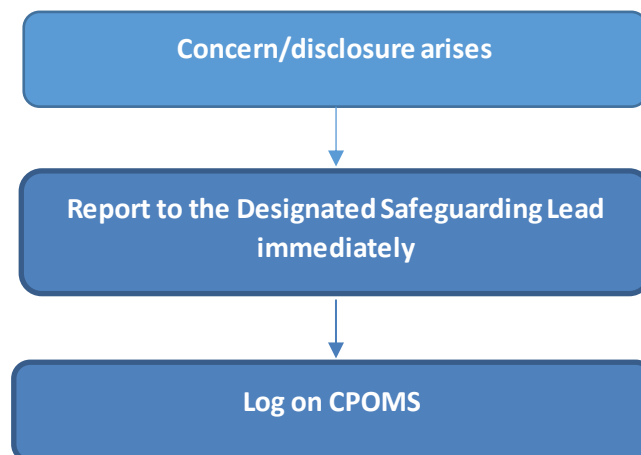 Concern/disclosure arises
Report to the Designated Safeguarding Lead
immediately
Log on CPOMS